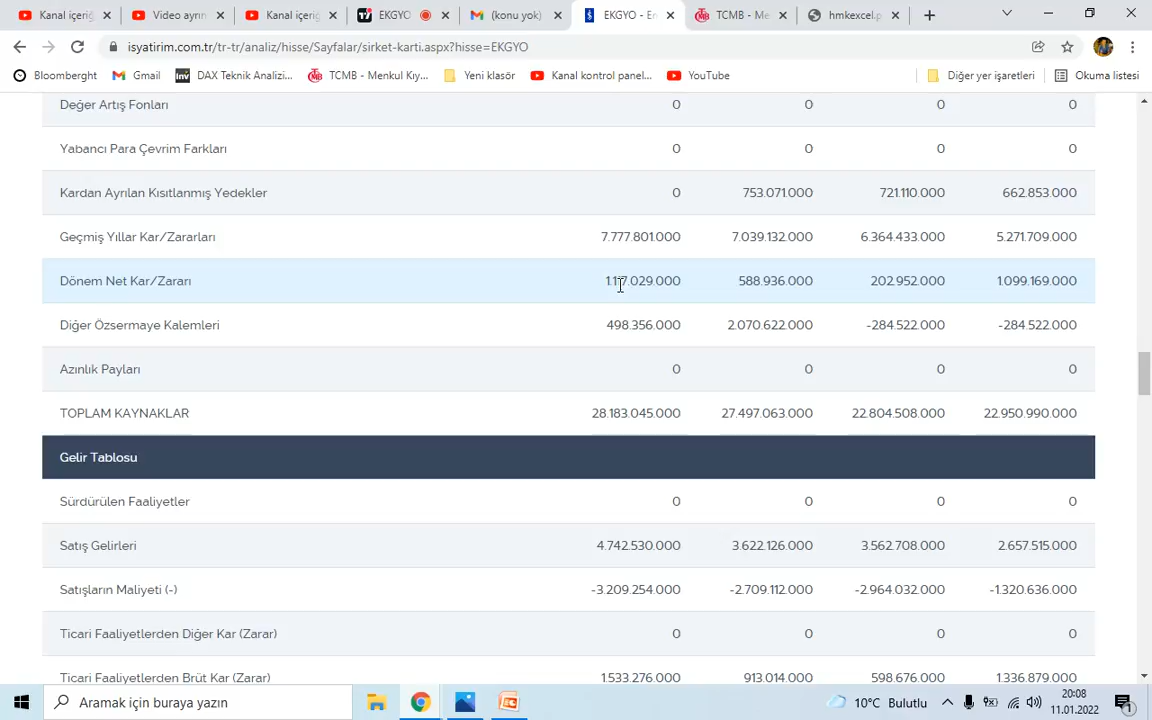 Kanal içeriğ
Video ayrın
Kanal içeriğ
EKGYO
(konu yok)
EKGYO - En
TCMB - Me
hmkexcel.p
isyatirim.com.tr/tr-tr/analiz/hisse/Sayfalar/sirket-karti.aspx?hisse=EKGYO
Bloomberght Gmail DAX Teknik Analizi... TCMB - Menkul Kıy... Yeni klasör Kanal kontrol panel... YouTube Diğer yer işaretleri Okuma listesi
Değer Artış Fonları 0 0 0 0
Yabancı Para Çevrim Farkları 0 0 0 0
Kardan Ayrılan Kısıtlanmış Yedekler 0 753.071.000 721.110.000 662.853.000
Geçmiş Yıllar Kar/Zararları 7.777.801.000 7.039.132.000 6.364.433.000 5.271.709.000
Dönem Net Kar/Zararı 1.117.029.000 588.936.000 202.952.000 1.099.169.000
Diğer Özsermaye Kalemleri 498.356.000 2.070.622.000 -284.522.000 -284.522.000
Azınlık Payları 0 0 0 0
TOPLAM KAYNAKLAR 28.183.045.000 27.497.063.000 22.804.508.000 22.950.990.000
Gelir Tablosu
Sürdürülen Faaliyetler 0 0 0 0
Satış Gelirleri 4.742.530.000 3.622.126.000 3.562.708.000 2.657.515.000
Satışların Maliyeti (-) -3.209.254.000 -2.709.112.000 -2.964.032.000 -1.320.636.000
Ticari Faaliyetlerden Diğer Kar (Zarar) 0 0 0 0
Ticari Faaliyetlerden Brüt Kar (Zarar) 1.533.276.000 913.014.000 598.676.000 1.336.879.000
Aramak için buraya yazın
10°C Bulutlu
20:08
11.01.2022